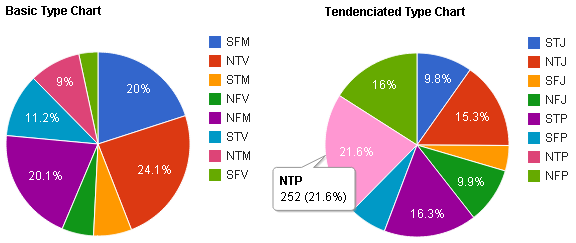 Basic Type Chart
SFM
NTV
STM
NFV
NFM
STV
NTM
SFV
20%
24.1%
20.1%
11.2%
9%
Tendenciated Type Chart
STJ
NTJ
SFJ
NFJ
STP
SFP
NTP
NFP
9.8%
15.3%
9.9%
16.3%
21.6%
16%
NTP
252 (21.6%)